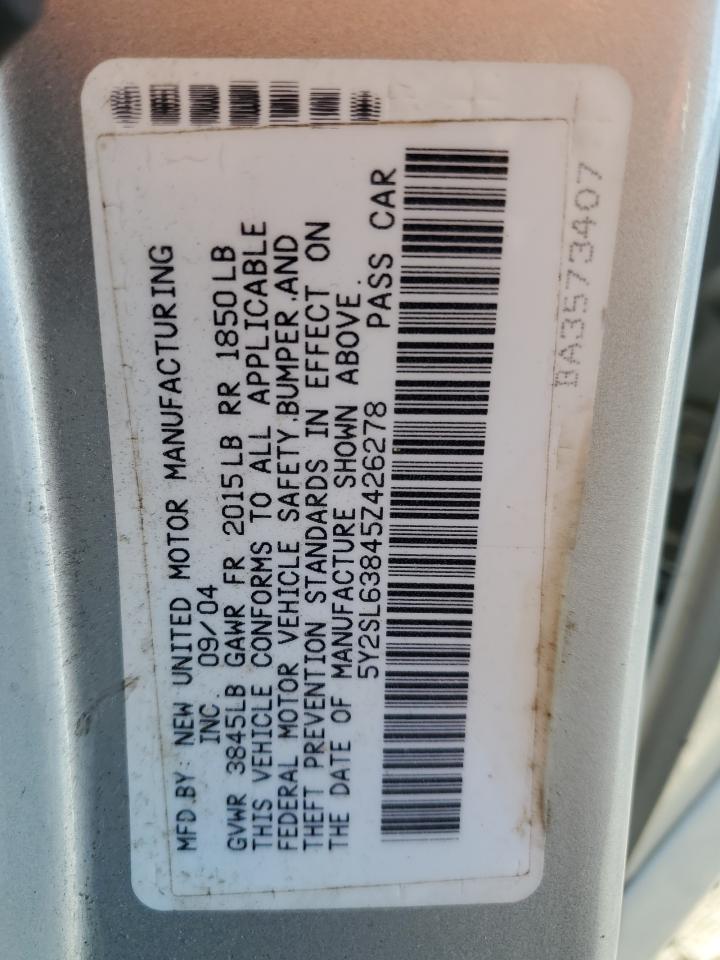 MFD.BY: NEW UNITED MOTOR MANUFACTURING
INC. 09/04
GVWR 3845LB GAWR FR 2015LB RR 1850LB
THIS VEHICLE CONFORMS TO ALL APPLICABLE
FEDERAL MOTOR VEHICLE SAFETY,BUMPER,AND
THEFT PREVENTION STANDARDS IN EFFECT ON
THE DATE OF MANUFACTURE SHOWN ABOVE.
5Y2SL63845Z426278 PASS CAR
BA3573407